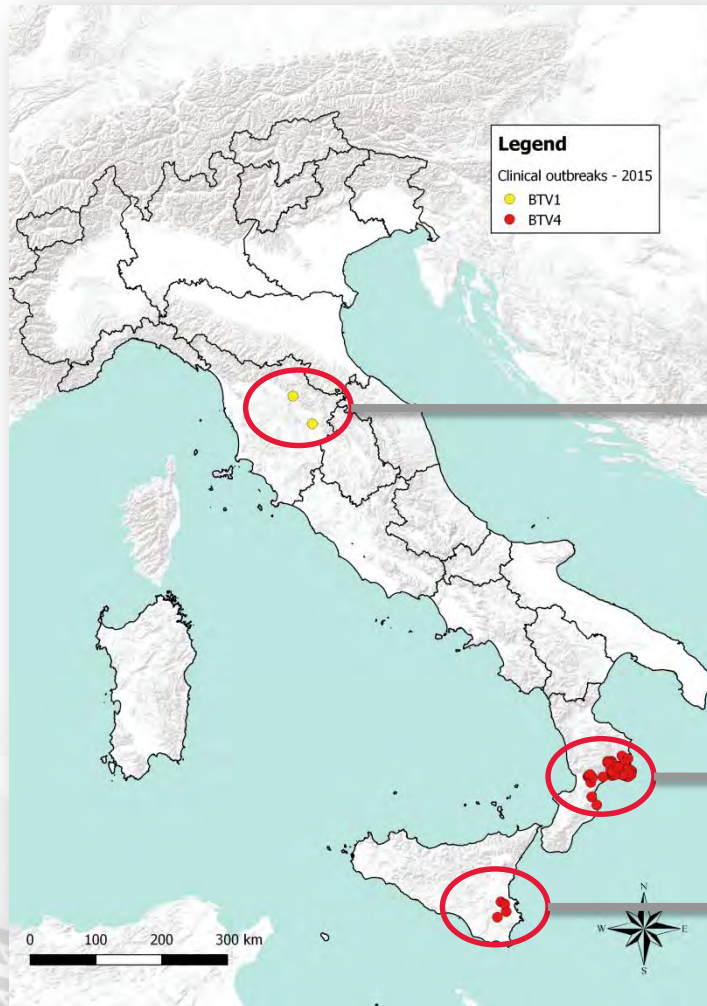 Legend
Clinical outbreaks - 2015
BTV1
BTV4
N
W E
S
0 100 200 300 km